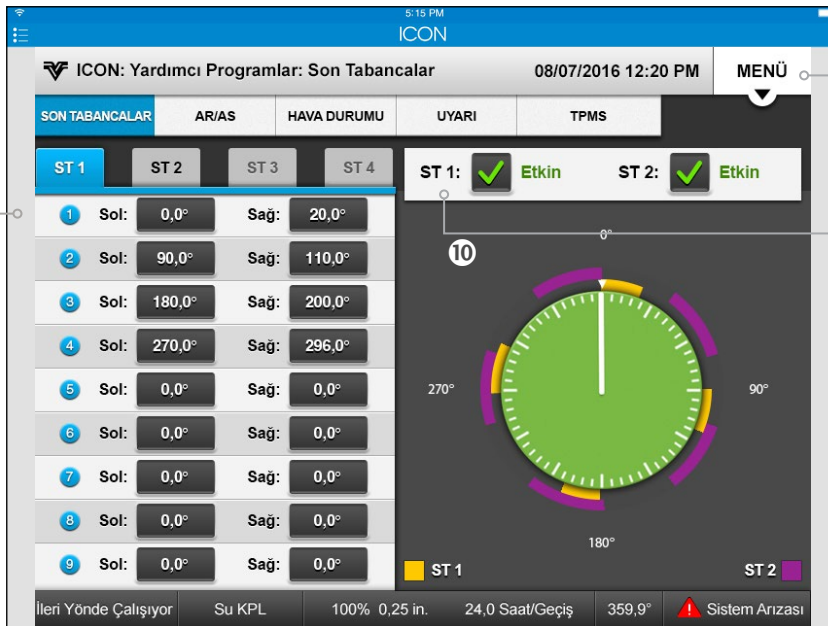 5:15 PM
ICON
ICON: Yardımcı Programlar: Son Tabancalar 08/07/2016 12:20 PM MENÜ
SON TABANCALAR AR/AS HAVA DURUMU UYARI TPMS
ST 1 ST 2 ST 3 ST 4 ST 1: Etkin ST 2: Etkin
1 Sol: 0,0° Sağ: 20,0°
10
0°
2 Sol: 90,0° Sağ: 110,0°
3 Sol: 180,0° Sağ: 200,0°
4 Sol: 270,0° Sağ: 296,0°
5 Sol: 0,0° Sağ: 0,0°
270° 90°
6 Sol: 0,0° Sağ: 0,0°
7 Sol: 0,0° Sağ: 0,0°
8 Sol: 0,0° Sağ: 0,0°
180°
9 Sol: 0,0° Sağ: 0,0°
ST 1 ST 2
İleri Yönde Çalışıyor Su KPL 100% 0,25 in. 24,0 Saat/Geçiş 359,9° Sistem Arızası